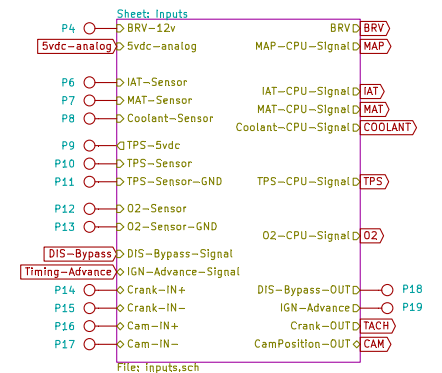 Sheet: Inputs
P4 BRV-12v BRV BRV
5vdc-analog 5vdc-analog MAP-CPU-Signal MAP
P6 IAT-Sensor IAT-CPU-Signal IAT
P7 MAT-Sensor MAT-CPU-Signal MAT
P8 Coolant-Sensor Coolant-CPU-Signal COOLANT
P9 TPS-5vdc
P10 TPS-Sensor
P11 TPS-Sensor-GND TPS-CPU-Signal TPS
P12 O2-Sensor
P13 O2-Sensor-GND O2-CPU-Signal O2
DIS-Bypass DIS-Bypass-Signal
Timing-Advance IGN-Advance-Signal
P14 Crank-IN+ DIS-Bypass-OUT P18
P15 Crank-IN- IGN-Advance P19
P16 Cam-IN+ Crank-OUT TACH
P17 Cam-IN- CamPosition-OUT CAM
File: inputs.sch